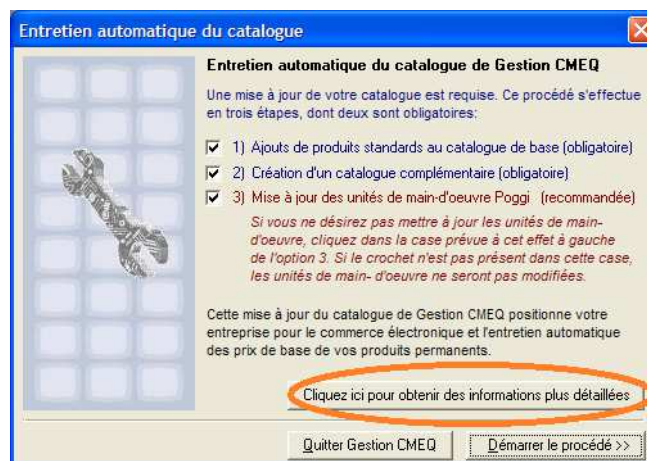 Entretien automatique du catalogue
Entretien automatique du catalogue de Gestion CMEQ
Une mise à jour de votre catalogue est requise. Ce procédé s'effectue
en trois étapes, dont deux sont obligatoires:
1) Ajouts de produits standards au catalogue de base (obligatoire)
2) Création d'un catalogue complémentaire (obligatoire)
3) Mise à jour des unités de main-d'oeuvre Poggi (recommandée)
Si vous ne désirez pas mettre à jour les unités de main-
d'oeuvre, cliquez dans la case prévue à cet effet à gauche
de l'option 3. Si le crochet n'est pas présent dans cette case,
les unités de main- d'oeuvre ne seront pas modifiées.
Cette mise à jour du catalogue de Gestion CMEQ positionne votre
entreprise pour le commerce électronique et l'entretien automatique
des prix de base de vos produits permanents.
Cliquez ici pour obtenir des informations plus détaillées
Quitter Gestion CMEQ
Démarrer le procédé >>